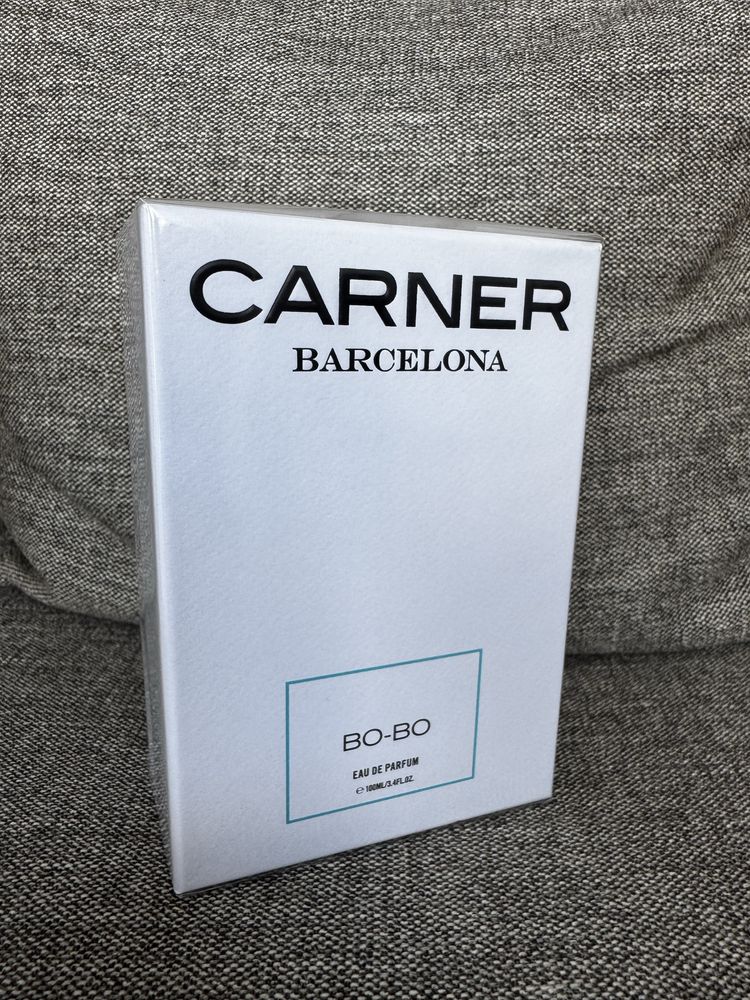 CARNER
BARCELONA
BO-BO
EAU DE PARFUM
℮ 100ML/3.4FL.OZ.